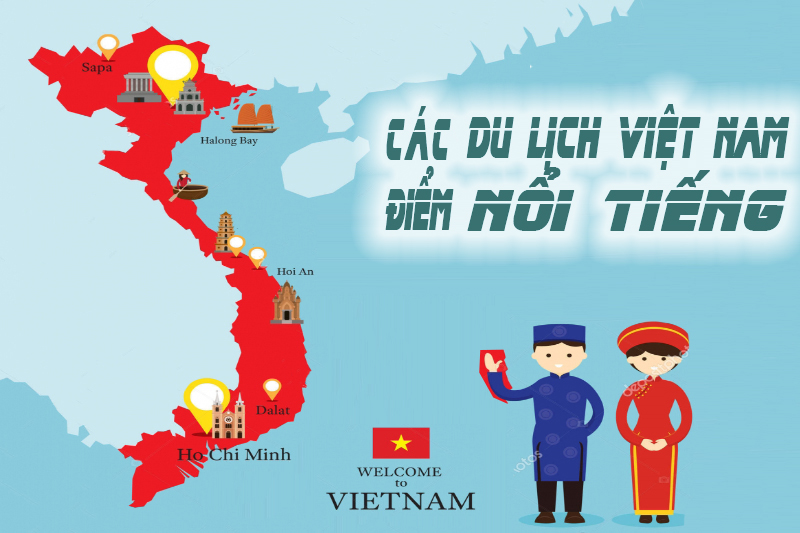 Sapa
Halong Bay
CÁC DU LỊCH VIỆT NAM
ĐIỂM NỔI TIẾNG
Hoi An
Dalat
Ho Chi Minh
WELCOME
to
VIETNAM